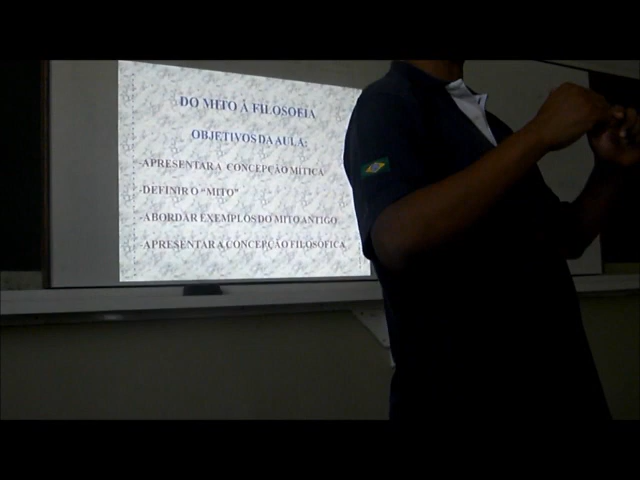 DO MITO À FILOSOFIA
OBJETIVOS DA AULA:
-APRESENTAR A CONCEPÇÃO MÍTICA
-DEFINIR O "MITO"
-ABORDAR EXEMPLOS DO MITO ANTIGO
-APRESENTAR A CONCEPÇÃO FILOSÓFICA